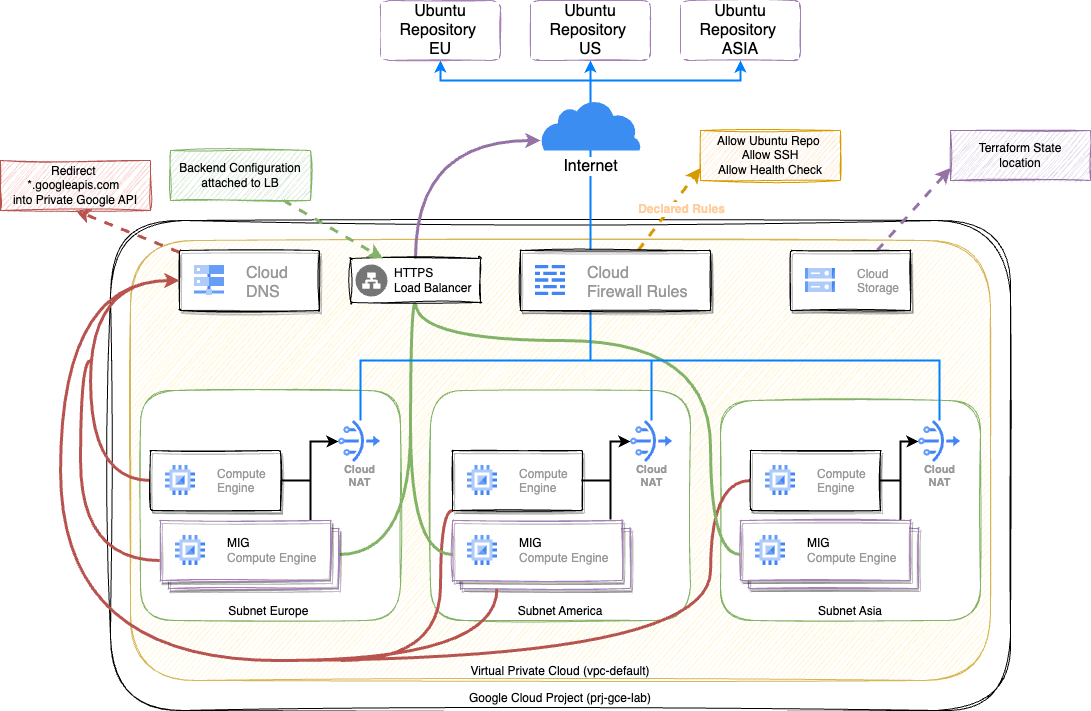 Ubuntu
Repository
EU
Ubuntu
Repository
US
Ubuntu
Repository
ASIA
Internet
Redirect
*.googleapis.com
into Private Google API
Backend Configuration
attached to LB
Allow Ubuntu Repo
Allow SSH
Allow Health Check
Terraform State
location
Declared Rules
Cloud
DNS
HTTPS
Load Balancer
Cloud
Firewall Rules
Cloud
Storage
Compute
Engine
Cloud
NAT
MIG
Compute Engine
Subnet Europe
Compute
Engine
Cloud
NAT
MIG
Compute Engine
Subnet America
Compute
Engine
Cloud
NAT
MIG
Compute Engine
Subnet Asia
Virtual Private Cloud (vpc-default)
Google Cloud Project (prj-gce-lab)